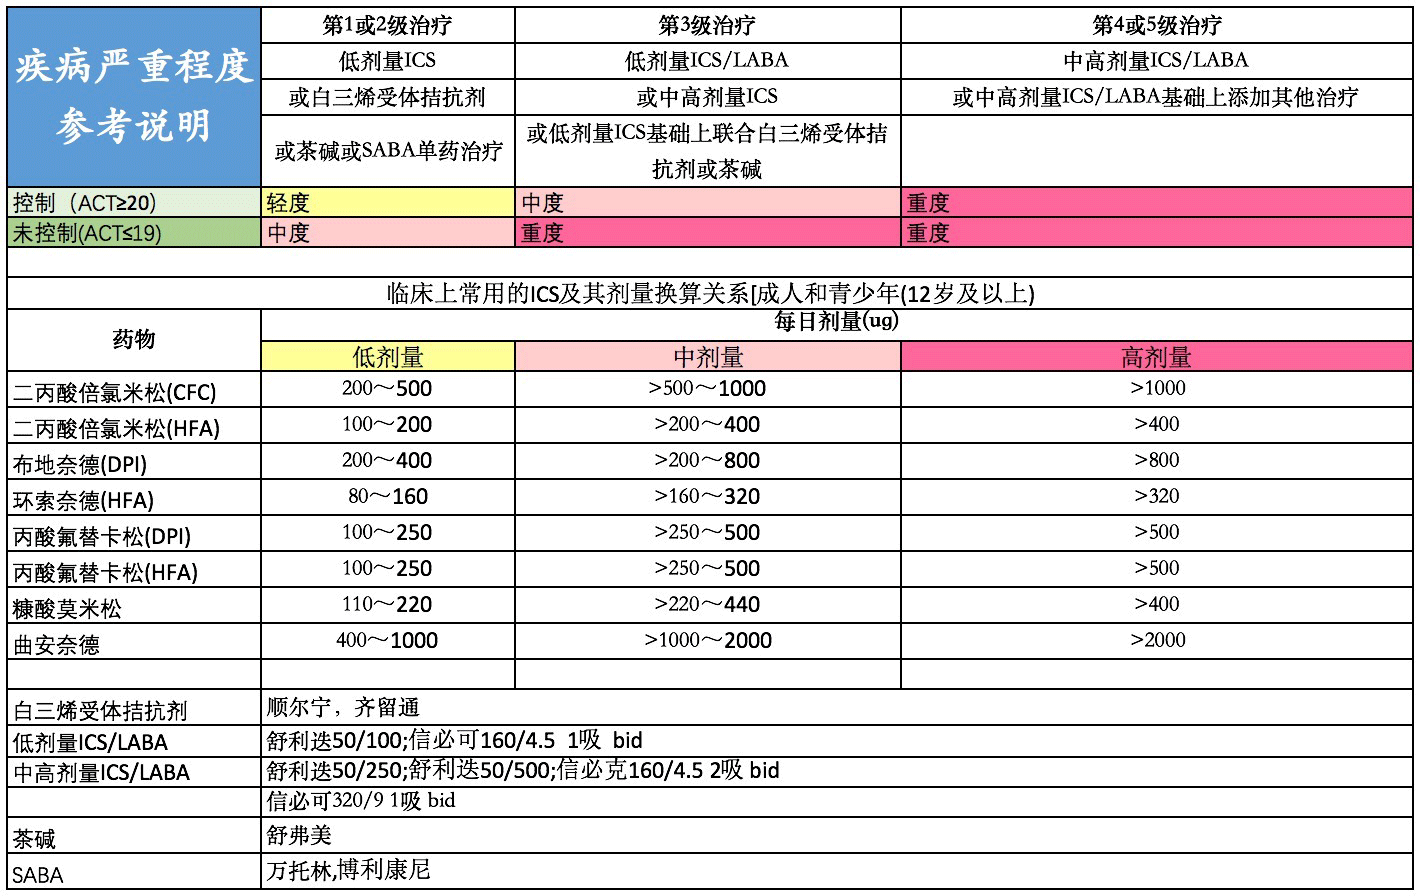 疾病严重程度
参考说明
第1或2级治疗 第3级治疗 第4或5级治疗
低剂量ICS 低剂量ICS/LABA 中高剂量ICS/LABA
或白三烯受体拮抗剂 或中高剂量ICS 或中高剂量ICS/LABA基础上添加其他治疗
或茶碱或SABA单药治疗 或低剂量ICS基础上联合白三烯受体拮
抗剂或茶碱
控制（ACT≥20） 轻度 中度 重度
未控制(ACT≤19) 中度 重度 重度
临床上常用的ICS及其剂量换算关系[成人和青少年(12岁及以上)
药物 每日剂量(ug)
低剂量 中剂量 高剂量
二丙酸倍氯米松(CFC) 200～500 >500～1000 >1000
二丙酸倍氯米松(HFA) 100～200 >200～400 >400
布地奈德(DPI) 200～400 >200～800 >800
环索奈德(HFA) 80～160 >160～320 >320
丙酸氟替卡松(DPI) 100～250 >250～500 >500
丙酸氟替卡松(HFA) 100～250 >250～500 >500
糠酸莫米松 110～220 >220～440 >400
曲安奈德 400～1000 >1000～2000 >2000
白三烯受体拮抗剂 顺尔宁，齐留通
低剂量ICS/LABA 舒利迭50/100;信必可160/4.5 1吸 bid
中高剂量ICS/LABA 舒利迭50/250;舒利迭50/500;信必克160/4.5 2吸 bid
信必可320/9 1吸 bid
茶碱 舒弗美
SABA 万托林,博利康尼